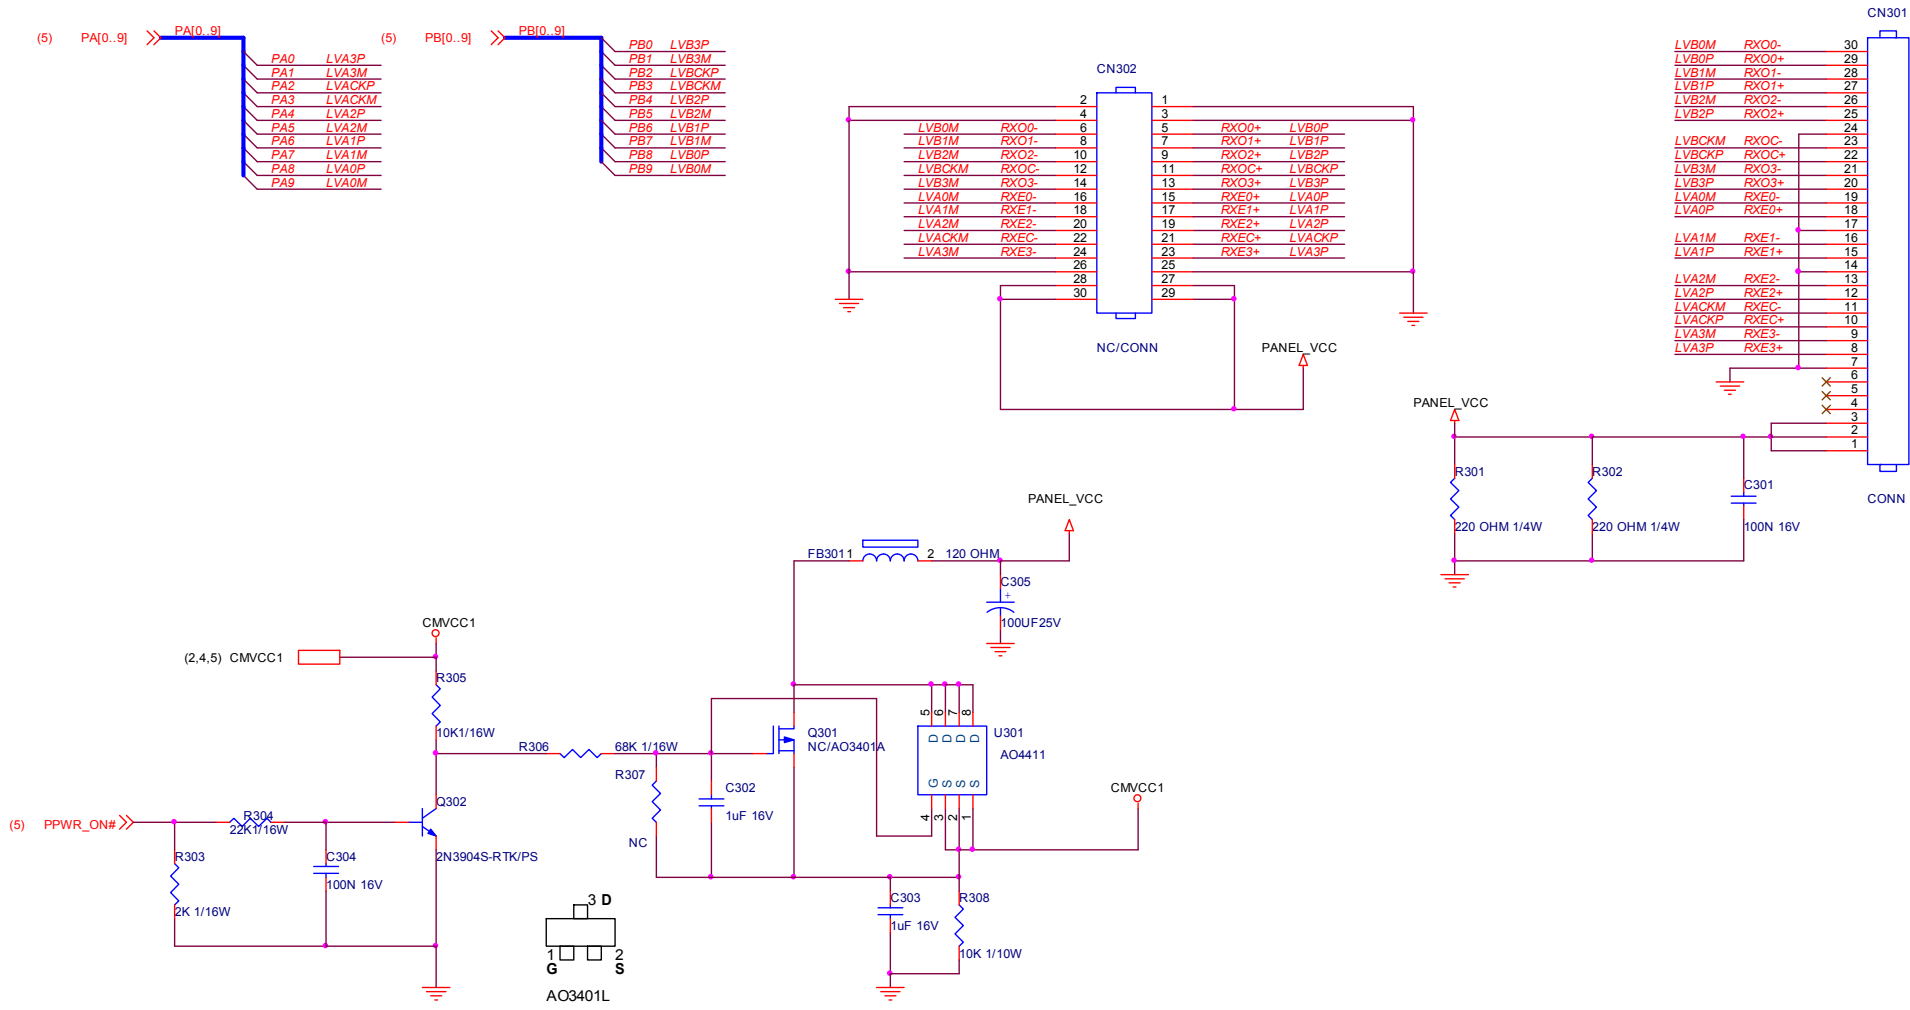 (5) PA[0..9] PA[0..9]
PA0 LVA3P
PA1 LVA3M
PA2 LVACKP
PA3 LVACKM
PA4 LVA2P
PA5 LVA2M
PA6 LVA1P
PA7 LVA1M
PA8 LVA0P
PA9 LVA0M
(5) PB[0..9] PB[0..9]
PB0 LVB3P
PB1 LVB3M
PB2 LVBCKP
PB3 LVBCKM
PB4 LVB2P
PB5 LVB2M
PB6 LVB1P
PB7 LVB1M
PB8 LVB0P
PB9 LVB0M
CN302
2 1
4 3
LVB0M RXO0- 6 5 RXO0+ LVB0P
LVB1M RXO1- 8 7 RXO1+ LVB1P
LVB2M RXO2- 10 9 RXO2+ LVB2P
LVBCKM RXOC- 12 11 RXOC+ LVBCKP
LVB3M RXO3- 14 13 RXO3+ LVB3P
LVA0M RXE0- 16 15 RXE0+ LVA0P
LVA1M RXE1- 18 17 RXE1+ LVA1P
LVA2M RXE2- 20 19 RXE2+ LVA2P
LVACKM RXEC- 22 21 RXEC+ LVACKP
LVA3M RXE3- 24 23 RXE3+ LVA3P
26 25
28 27
30 29
NC/CONN
PANEL_VCC
CN301
LVB0M RXO0- 30
LVB0P RXO0+ 29
LVB1M RXO1- 28
LVB1P RXO1+ 27
LVB2M RXO2- 26
LVB2P RXO2+ 25
24
LVBCKM RXOC- 23
LVBCKP RXOC+ 22
LVB3M RXO3- 21
LVB3P RXO3+ 20
LVA0M RXE0- 19
LVA0P RXE0+ 18
17
LVA1M RXE1- 16
LVA1P RXE1+ 15
14
LVA2M RXE2- 13
LVA2P RXE2+ 12
LVACKM RXEC- 11
LVACKP RXEC+ 10
LVA3M RXE3- 9
LVA3P RXE3+ 8
7
6
5
4
3
2
1
CONN
PANEL_VCC
R301
220 OHM 1/4W
R302
220 OHM 1/4W
C301
100N 16V
PANEL_VCC
FB301 1 2 120 OHM
C305
+
100UF25V
CMVCC1
(2,4,5) CMVCC1
R305
10K1/16W
R306 68K 1/16W
R307
NC
C302
1uF 16V
Q301
NC/AO3401A
5 6 7 8
D D D D
G S S S
4 3 2 1
U301
AO4411
CMVCC1
(5) PPWR_ON#
R304
22K1/16W
Q302
2N3904S-RTK/PS
R303
2K 1/16W
C304
100N 16V
C303
1uF 16V
R308
10K 1/10W
3 D
1 2
G S
AO3401L